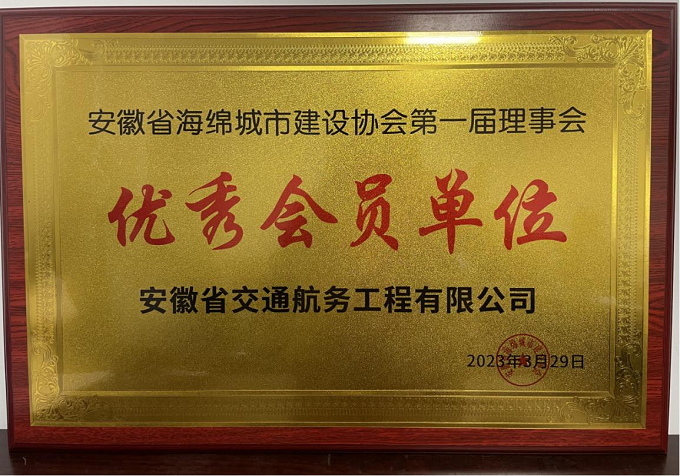 安徽省海绵城市建设协会第一届理事会
优秀会员单位
安徽省交通航务工程有限公司
2023年3月29日